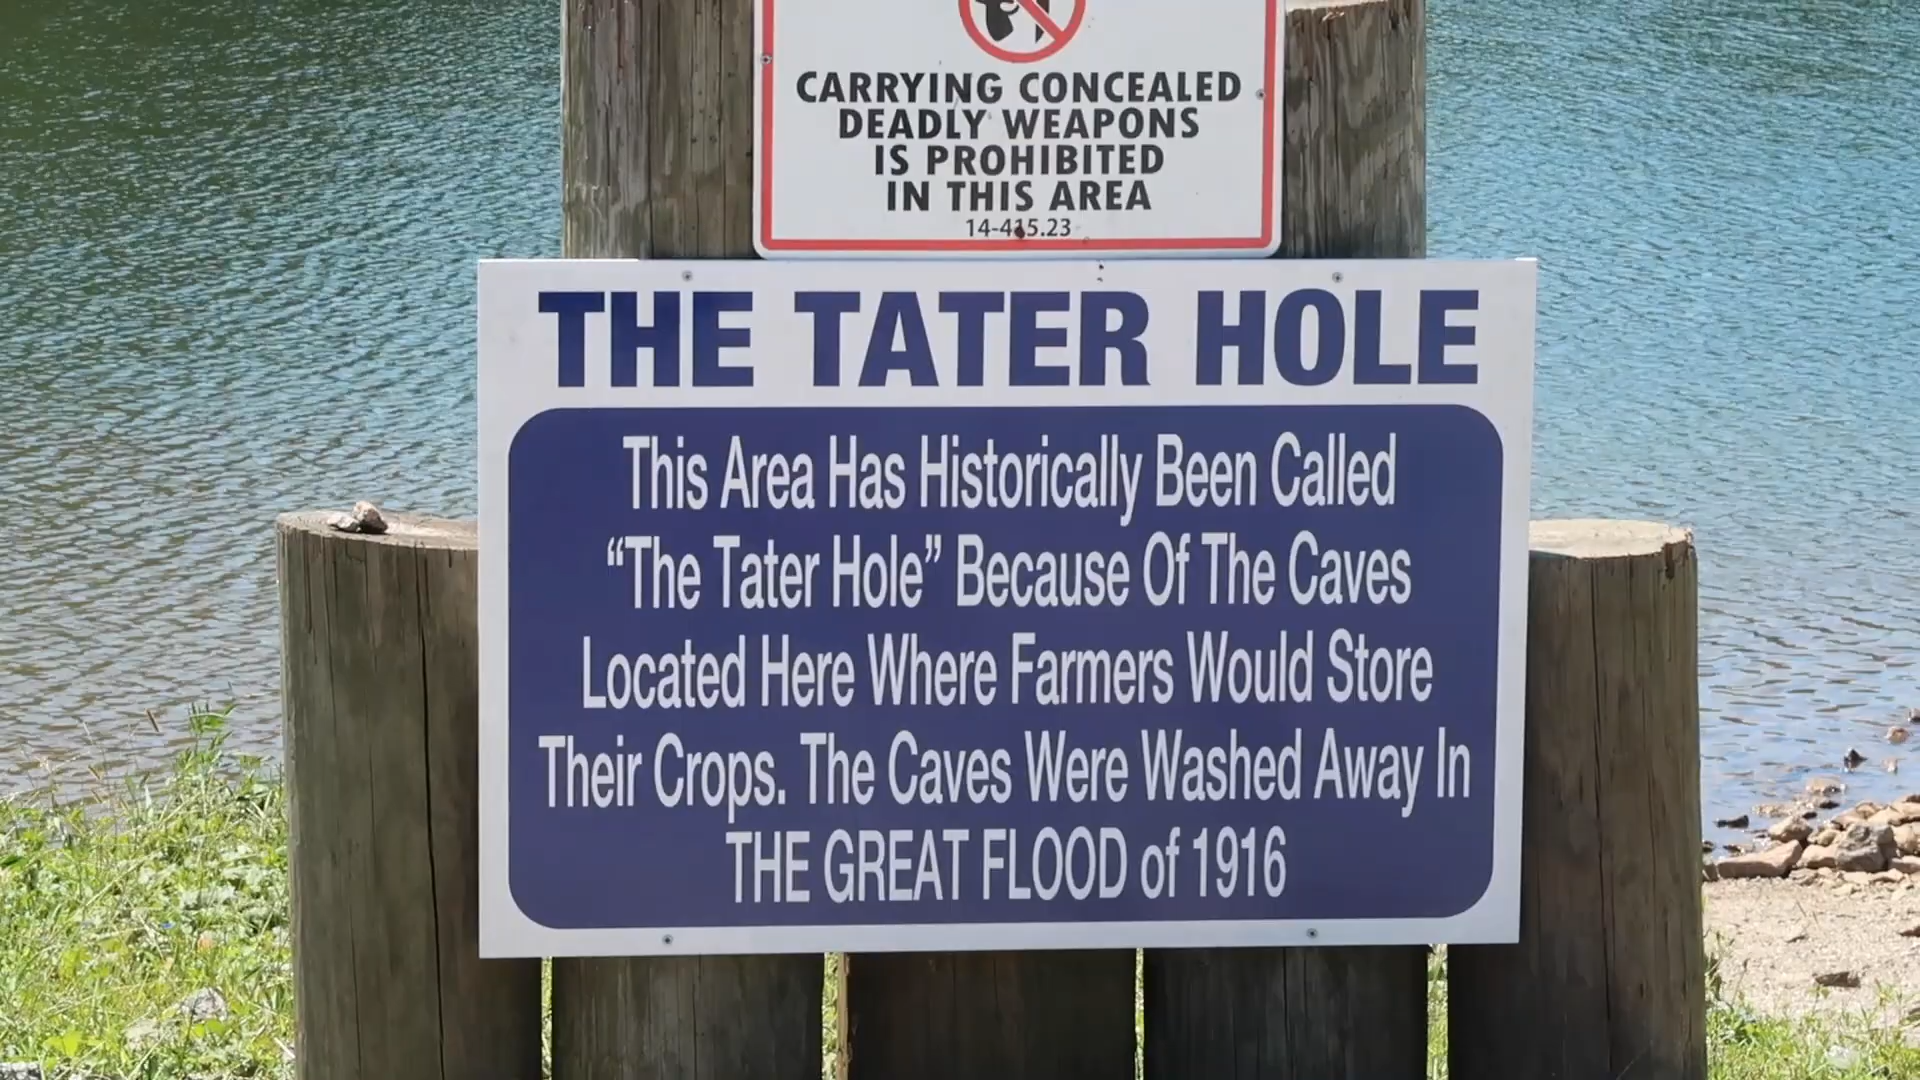 CARRYING CONCEALED
DEADLY WEAPONS
IS PROHIBITED
IN THIS AREA
14-415.23
THE TATER HOLE
This Area Has Historically Been Called
“The Tater Hole” Because Of The Caves
Located Here Where Farmers Would Store
Their Crops. The Caves Were Washed Away In
THE GREAT FLOOD of 1916